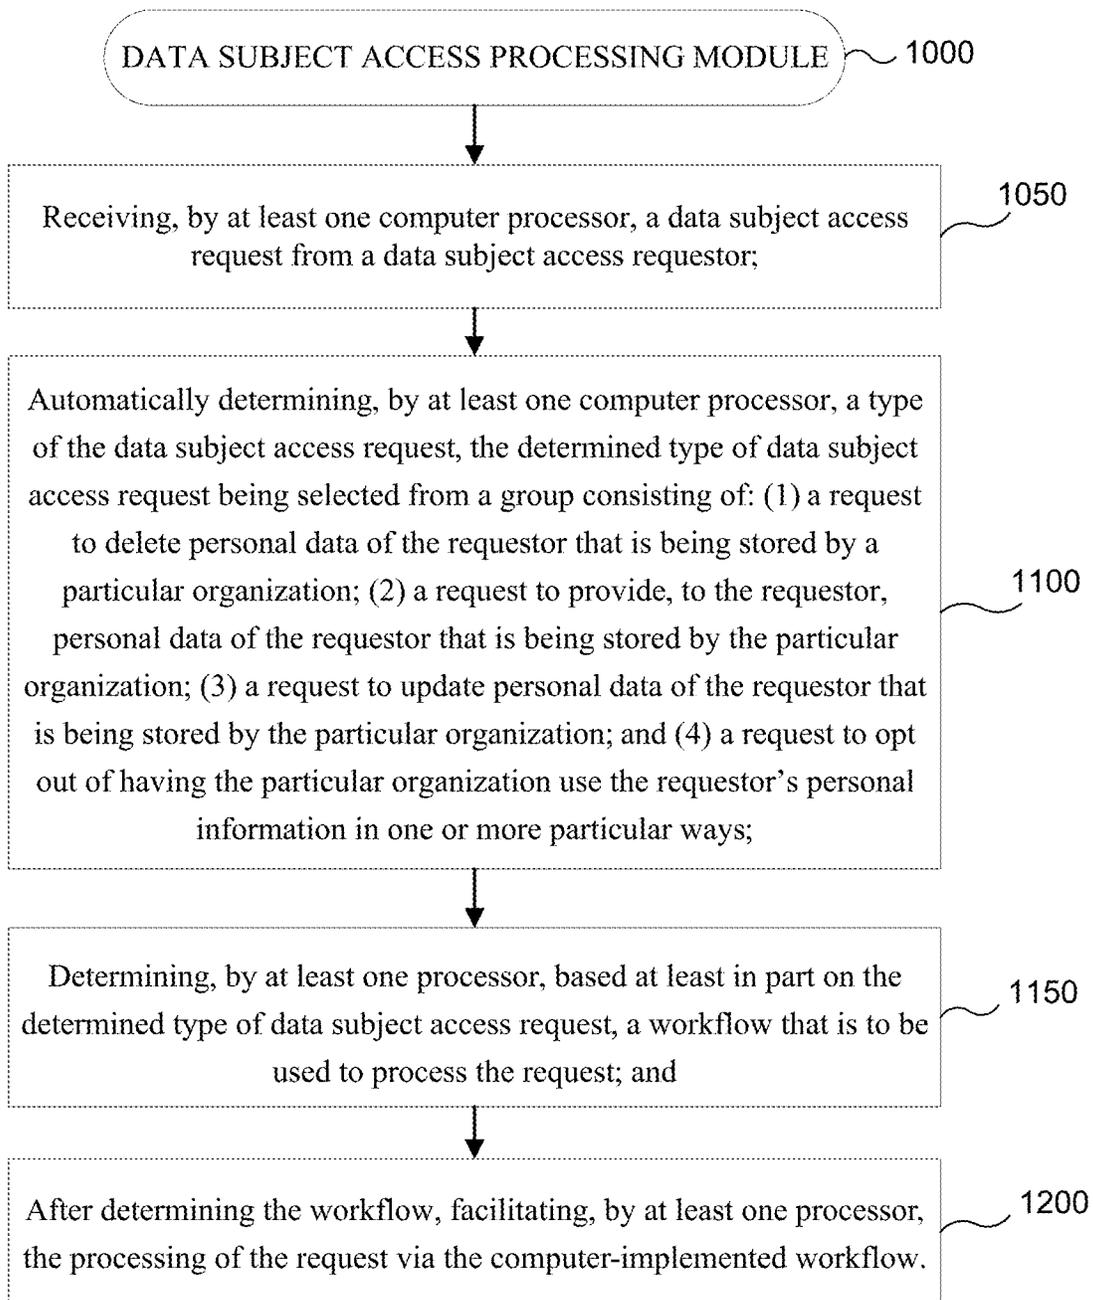 DATA SUBJECT ACCESS PROCESSING MODULE
1000
Receiving, by at least one computer processor, a data subject access
request from a data subject access requestor;
1050
Automatically determining, by at least one computer processor, a type
of the data subject access request, the determined type of data subject
access request being selected from a group consisting of: (1) a request
to delete personal data of the requestor that is being stored by a
particular organization; (2) a request to provide, to the requestor,
personal data of the requestor that is being stored by the particular
organization; (3) a request to update personal data of the requestor that
is being stored by the particular organization; and (4) a request to opt
out of having the particular organization use the requestor’s personal
information in one or more particular ways;
1100
Determining, by at least one processor, based at least in part on the
determined type of data subject access request, a workflow that is to be
used to process the request; and
1150
After determining the workflow, facilitating, by at least one processor,
the processing of the request via the computer-implemented workflow.
1200